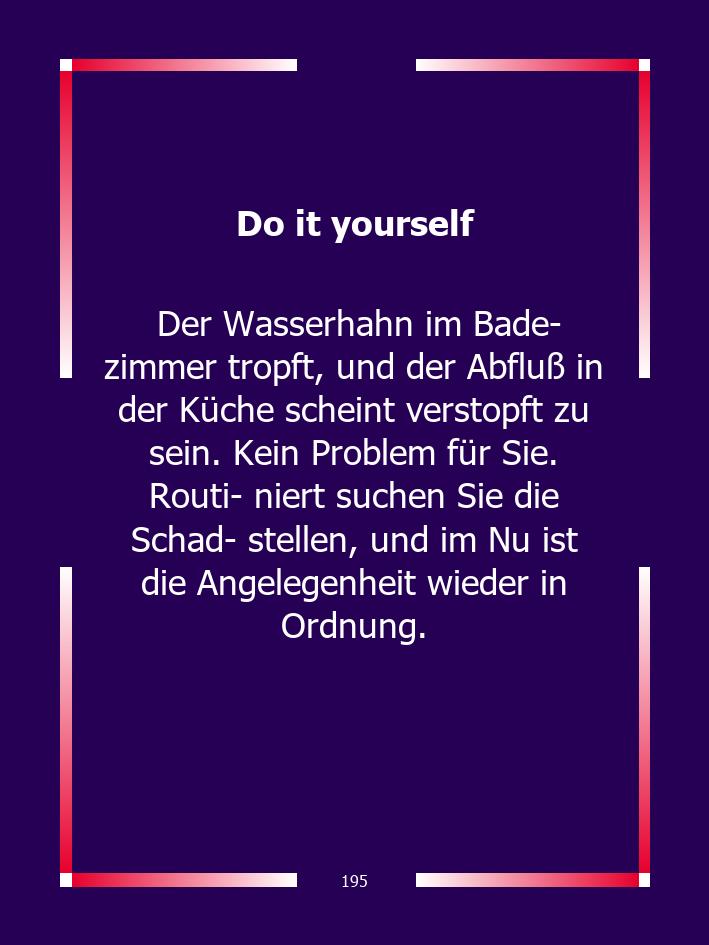 Do it yourself
Der Wasserhahn im Bade-
zimmer tropft, und der Abfluß in
der Küche scheint verstopft zu
sein. Kein Problem für Sie.
Routi- niert suchen Sie die
Schad- stellen, und im Nu ist
die Angelegenheit wieder in
Ordnung.
195